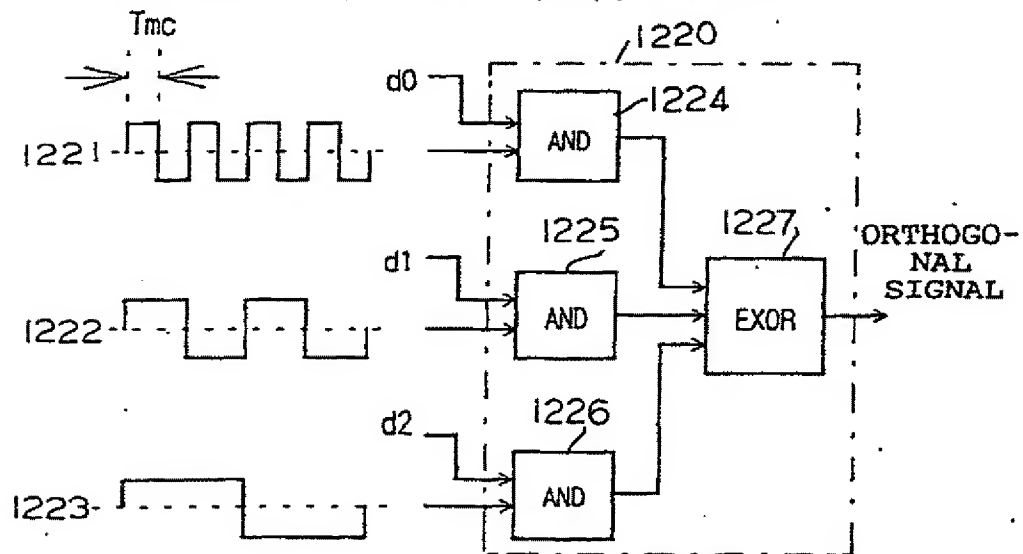 Tmc
1220
d0
1224
1221
AND
1225
1227
ORTHOGO-
NAL
SIGNAL
d1
1222
AND
EXOR
d2
1226
1223
AND